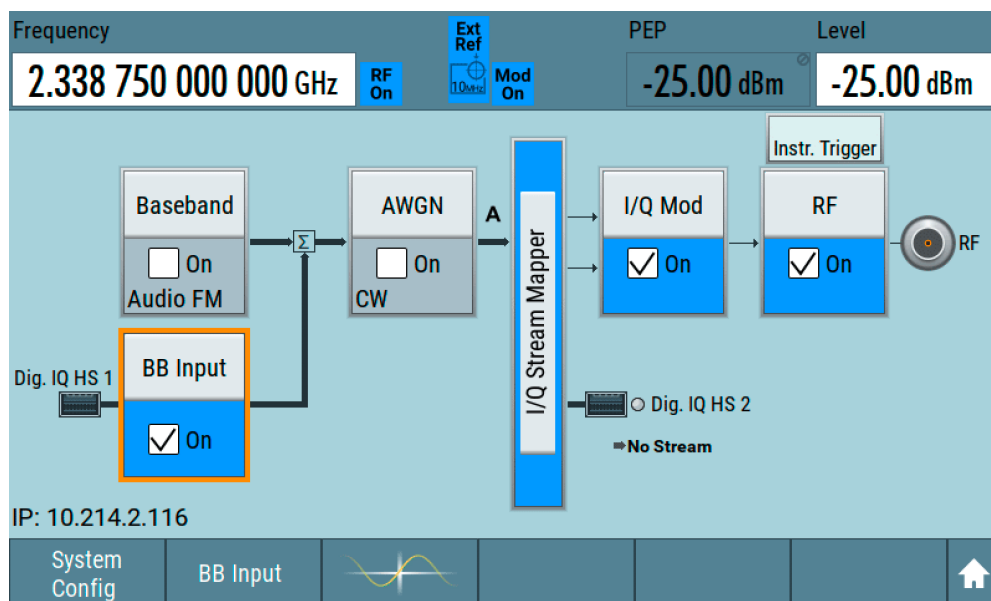 Frequency
Ext
Ref
PEP
Level
2.338 750 000 000 GHz
RF
On
10MHz
Mod
On
-25.00 dBm
-25.00 dBm
Instr. Trigger
Baseband
On
Audio FM
Σ
AWGN
On
CW
A
I/Q Stream Mapper
I/Q Mod
On
RF
On
RF
Dig. IQ HS 1
BB Input
On
Dig. IQ HS 2
No Stream
IP: 10.214.2.116
System
Config
BB Input